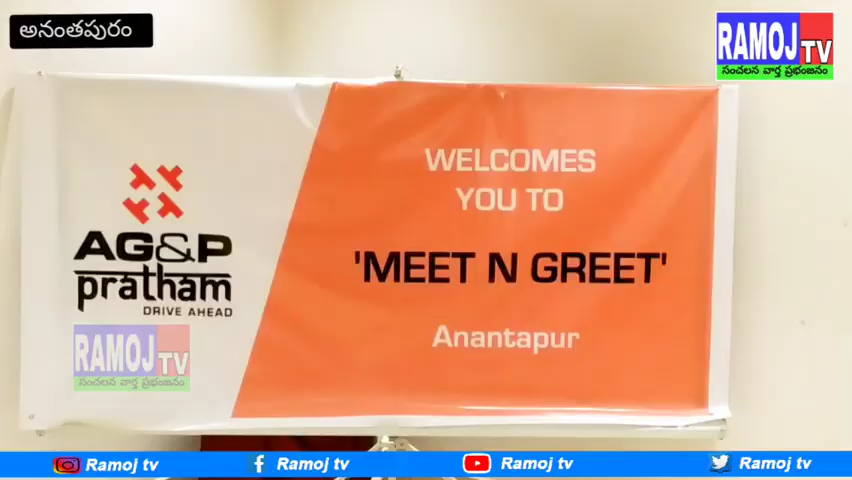 అనంతపురం
RAMOJ TV
సంచలన వార్త ప్రభంజనం
WELCOMES
YOU TO
'MEET N GREET'
Anantapur
AG&P
pratham
DRIVE AHEAD
RAMOJ TV
సంచలన వార్త ప్రభంజనం
Ramoj tv
Ramoj tv
Ramoj tv
Ramoj tv